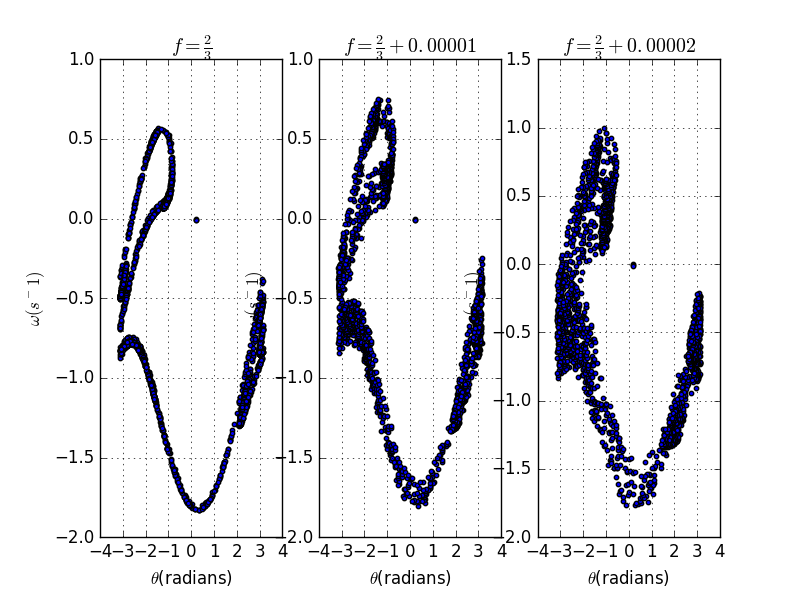 f = 2/3
f = 2/3 + 0.00001
f = 2/3 + 0.00002
1.0
0.5
0.0
−0.5
−1.0
−1.5
−2.0
1.0
0.5
0.0
−0.5
−1.0
−1.5
−2.0
1.5
1.0
0.5
0.0
−0.5
−1.0
−1.5
−2.0
ω(s⁻1)
(s⁻1)
(s⁻1)
−4−3−2−1 0 1 2 3 4
−4−3−2−1 0 1 2 3 4
−4−3−2−1 0 1 2 3 4
θ(radians)
θ(radians)
θ(radians)